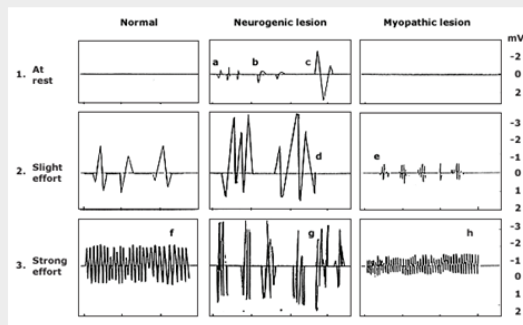 Normal Neurogenic lesion Myopathic lesion
mV
1. At rest
a b c
-2
0
2
2. Slight effort
d e
-3
-2
-1
0
1
2
3. Strong effort
f g h
-3
-2
-1
0
1
2